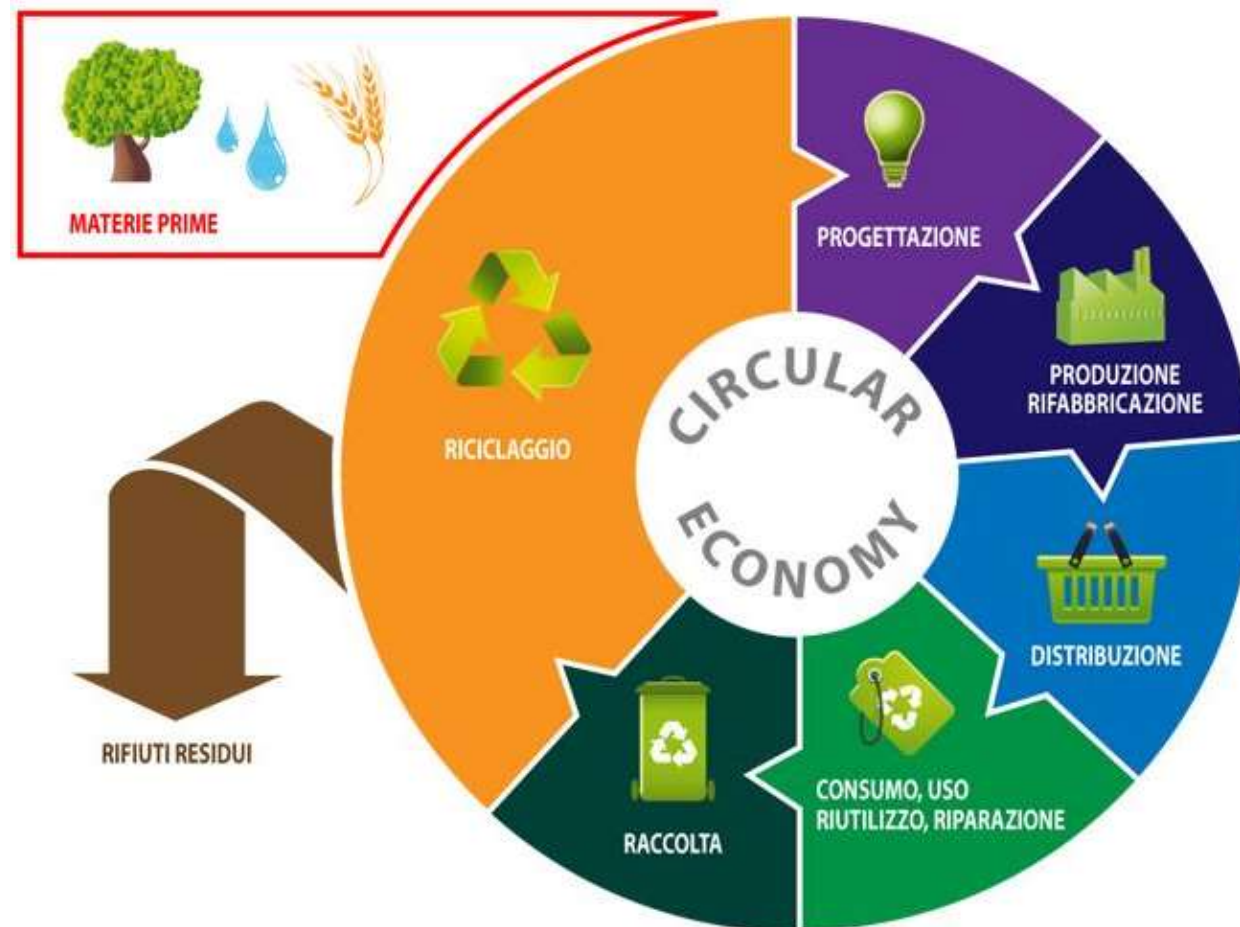 MATERIE PRIME
PROGETTAZIONE
PRODUZIONE
RIFABBRICAZIONE
CIRCULAR
ECONOMY
RICICLAGGIO
DISTRIBUZIONE
CONSUMO, USO
RIUTILIZZO, RIPARAZIONE
RACCOLTA
RIFIUTI RESIDUI